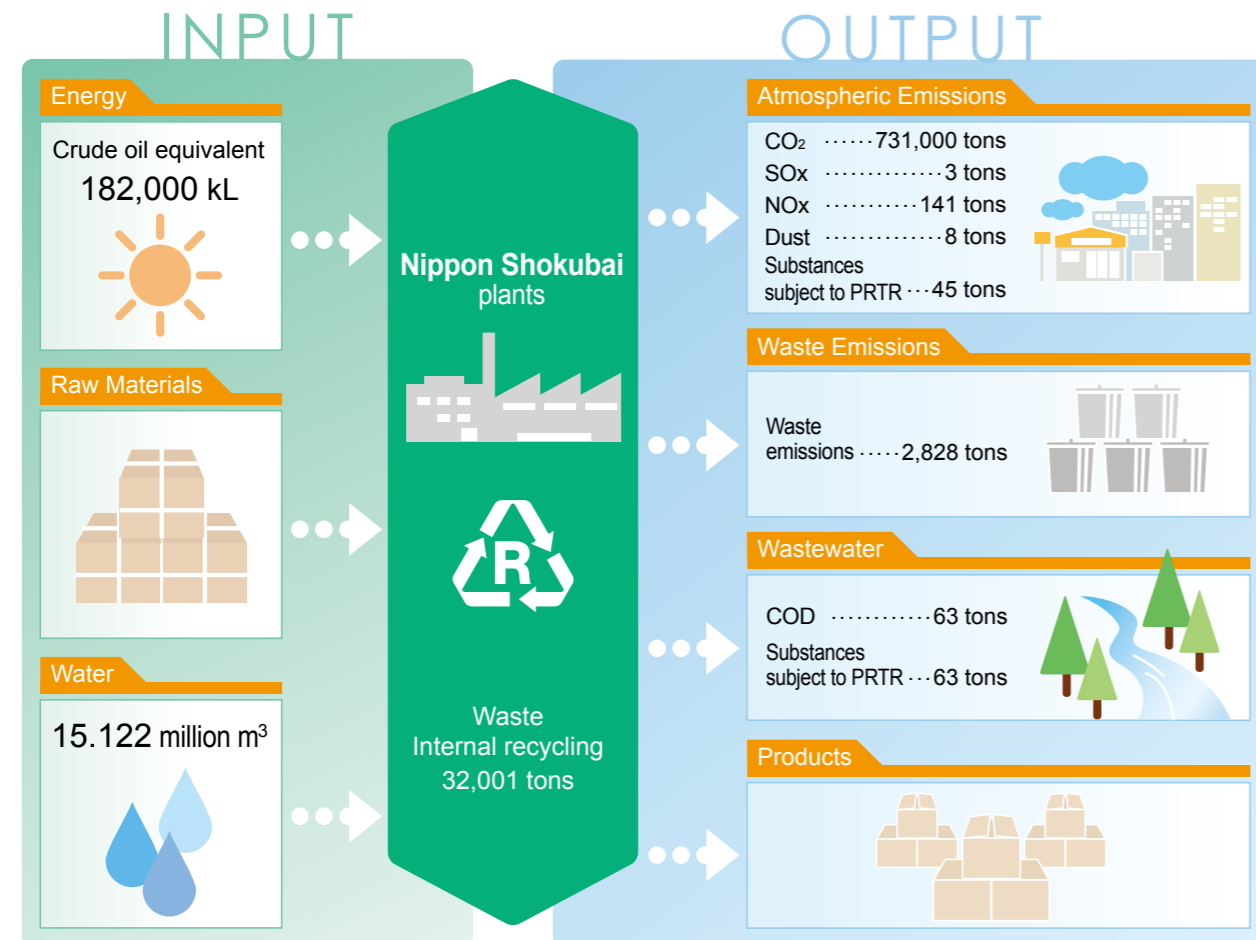 INPUT
Energy
Crude oil equivalent
182,000 kL
Raw Materials
Water
15.122 million m³
Nippon Shokubai
plants
R
Waste
Internal recycling
32,001 tons
OUTPUT
Atmospheric Emissions
CO₂ ······731,000 tons
SOx ··············3 tons
NOx ···········141 tons
Dust ··············8 tons
Substances
subject to PRTR ···45 tons
Waste Emissions
Waste
emissions ·····2,828 tons
Wastewater
COD ············63 tons
Substances
subject to PRTR ···63 tons
Products